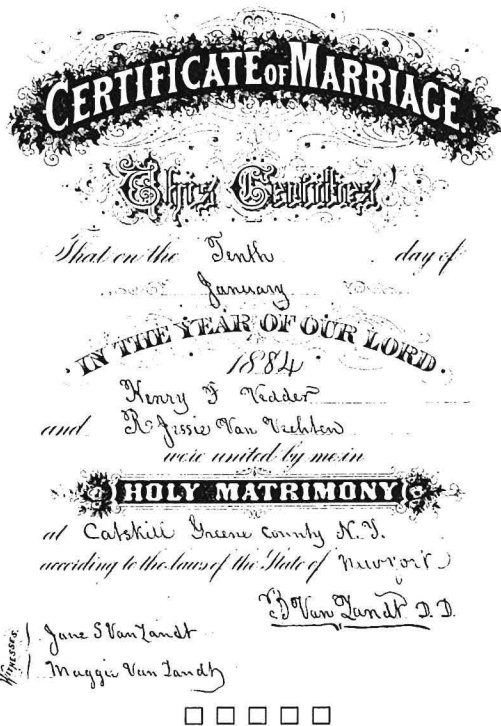 CERTIFICATE OF MARRIAGE.
This Certifies
That on the Tenth day of
January
IN THE YEAR OF OUR LORD.
1884
Henry F Vedder
and R. Jessie Van Vechten
were united by me in
HOLY MATRIMONY
at Catskill Greene County N. Y.
according to the laws of the State of New York
B Van Zandt D. D.
WITNESSES
Jane S Van Zandt
Maggie Van Zandt